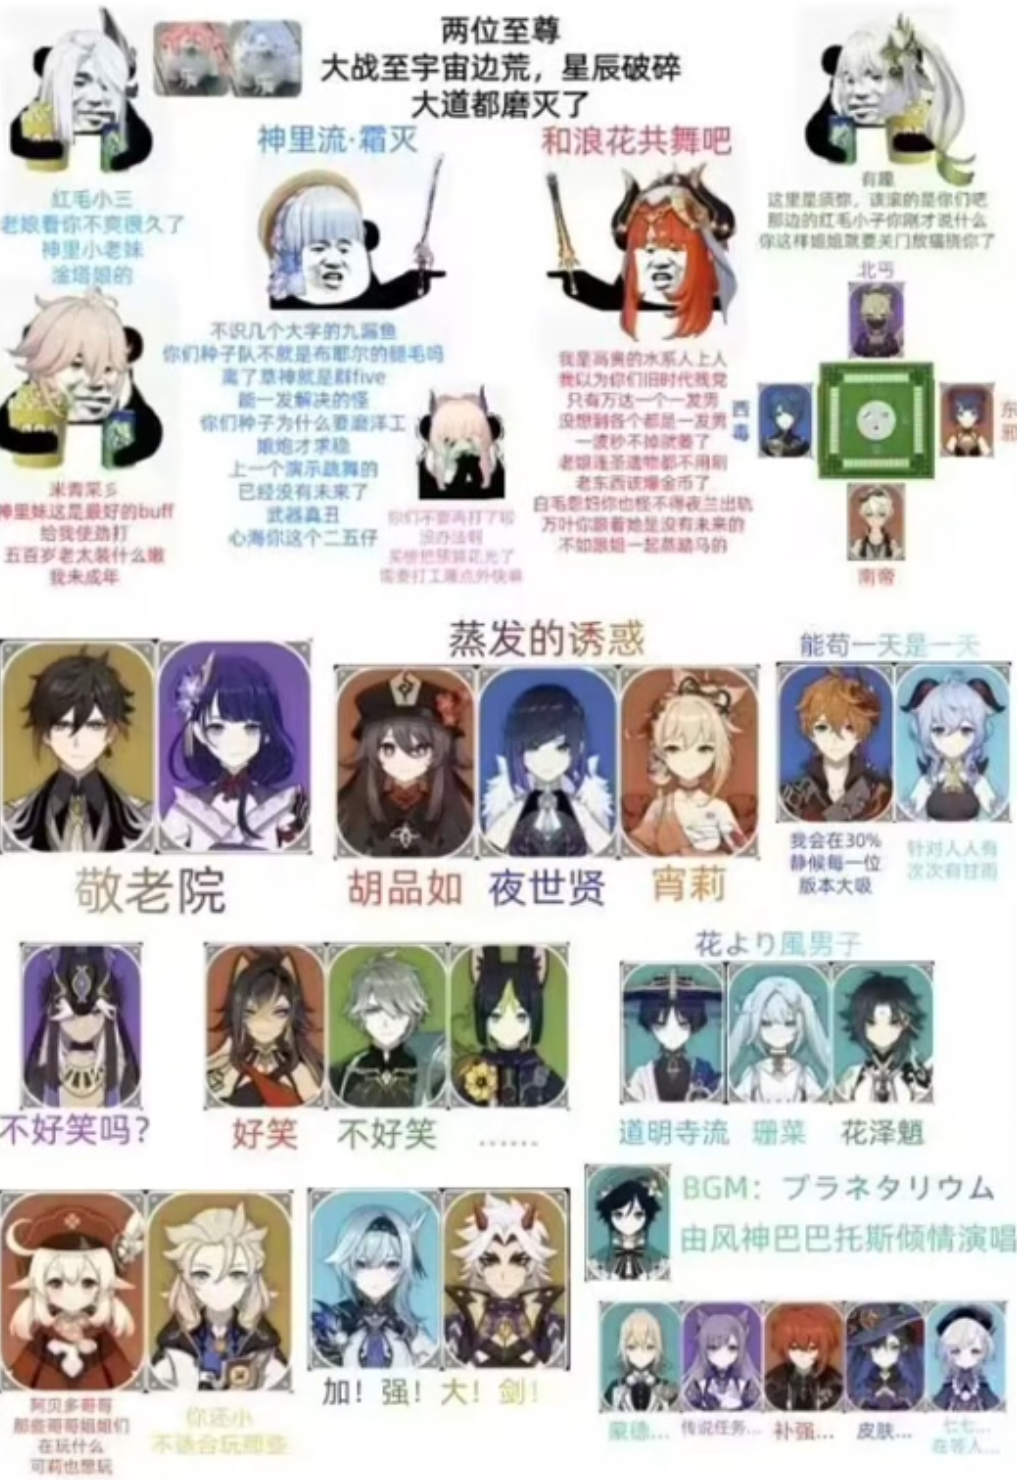 两位至尊
大战至宇宙边荒，星辰破碎
大道都磨灭了
神里流·霜灭
和浪花共舞吧
红毛小三
老娘看你不爽很久了
神里小老妹
淦塔娘的
有趣
这里是须弥，该滚的是你们吧
那边的红毛小子你刚才说什么
你这样姐姐就要关门放猫挠你了
不识几个大字的九漏鱼
你们种子队不就是布耶尔的腿毛吗
离了草神就是群five
能一发解决的怪
你们种子为什么要磨洋工
娘炮才求稳
上一个演示跳舞的
已经没有未来了
武器真丑
心海你这个二五仔
你们不要再打了啦
没办法啊
买榜把预算花光了
需要打工赚点外快嘛
我是高贵的水系人上人
我以为你们旧时代残党
只有万达一个一发男
没想到各个都是一发男
一波秒不掉就萎了
老娘连圣遗物都不用刷
老东西该爆金币了
白毛怨妇你也怪不得夜兰出轨
万叶你跟着她是没有未来的
不如跟姐一起蒸踏马的
北丐
西毒
东邪
南帝
米青罙彡
神里妹这是最好的buff
给我使劲打
五百岁老太装什么嫩
我未成年
敬老院
蒸发的诱惑
胡品如
夜世贤
宵莉
能苟一天是一天
我会在30%
静候每一位
版本大吸
针对人人有
次次有甘雨
不好笑吗?
好笑
不好笑
……
花より風男子
道明寺流
珊菜
花泽魈
阿贝多哥哥
那些哥哥姐姐们
在玩什么
可莉也想玩
你还小
不适合玩那些
加！强！大！剑！
BGM：プラネタリウム
由风神巴巴托斯倾情演唱
蒙德...
传说任务...
补强...
皮肤...
七七...
在等人...